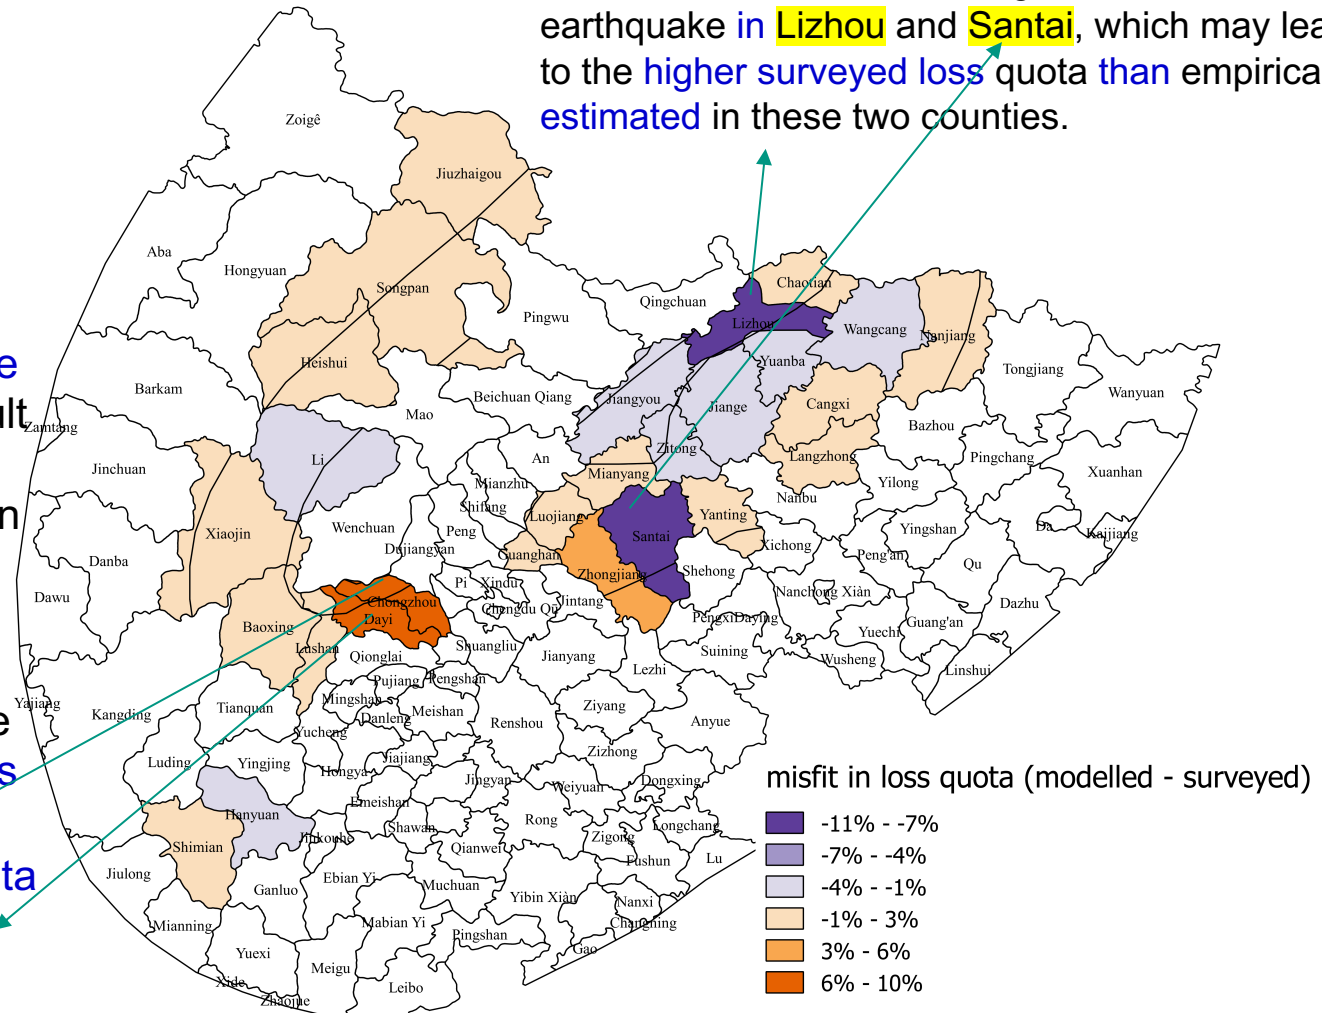 earthquake in Lizhou and Santai, which may lea
to the higher surveyed loss quota than empirica
estimated in these two counties.
e
ult
n
e
s
ta
Zoigê
Jiuzhaigou
Aba
Hongyuan
Songpan
Pingwu
Qingchuan
Chaotian
Lizhou
Wangcang
Nanjiang
Heishui
Yuanba
Tongjiang
Barkam
Beichuan Qiang
Jiangyou
Jiange
Cangxi
Wanyuan
Mao
Zamtang
Bazhou
Jinchuan
Li
An
Zitong
Langzhong
Pingchang
Xuanhan
Mianyang
Mianzhu
Yilong
Nanbu
Shifang
Luojiang
Yanting
Xiaojin
Wenchuan
Peng
Santai
Yingshan
Da
Kaijiang
Dujiangyan
Guanghan
Xichong
Peng'an
Danba
Zhongjiang
Shehong
Qu
Pi
Xindu
Dawu
Chongzhou
Chengdu Qū
Jintang
Nanchong Xiàn
Dazhu
Dayi
Pengxi
Daying
Guang'an
Baoxing
Lushan
Shuangliu
Jianyang
Suining
Yuechi
Qionglai
Lezhi
Wusheng
Linshui
Pujiang
Pengshan
Yajiang
Kangding
Tianquan
Mingshan
Danleng
Meishan
Renshou
Ziyang
Anyue
Yucheng
Zizhong
Luding
Yingjing
Hongya
Jiajiang
Jingyan
Weiyuan
Dongxing
Emeishan
Hanyuan
Shawan
Rong
Longchang
Jinkouhe
Zigong
Shimian
Qianwei
Fushun
Lu
Jiulong
Ganluo
Ebian Yi
Muchuan
Yibin Xiàn
Nanxi
Mianning
Mabian Yi
Pingshan
Changning
Yuexi
Gao
Meigu
Xide
Leibo
Zhaojue
misfit in loss quota (modelled - surveyed)
-11% - -7%
-7% - -4%
-4% - -1%
-1% - 3%
3% - 6%
6% - 10%